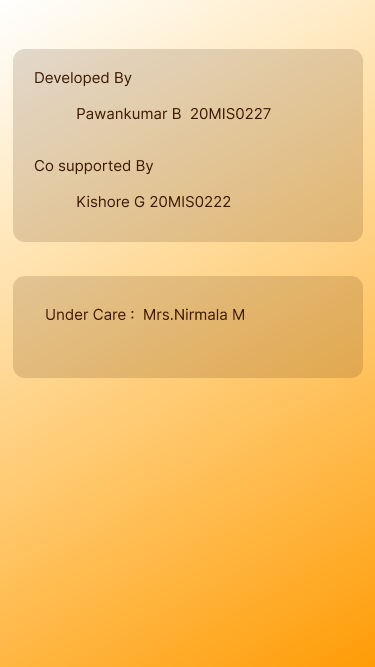 Developed By
Pawankumar B  20MIS0227
Co supported By
Kishore G 20MIS0222
Under Care :  Mrs.Nirmala M